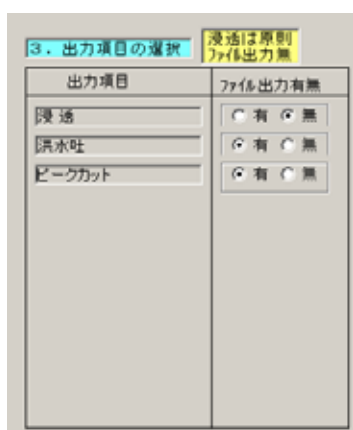 3．出力項目の選択
浸透は原則
ﾌｧｲﾙ出力無
出力項目 ﾌｧｲﾙ出力有無
浸透 有 無
洪水吐 有 無
ピークカット 有 無